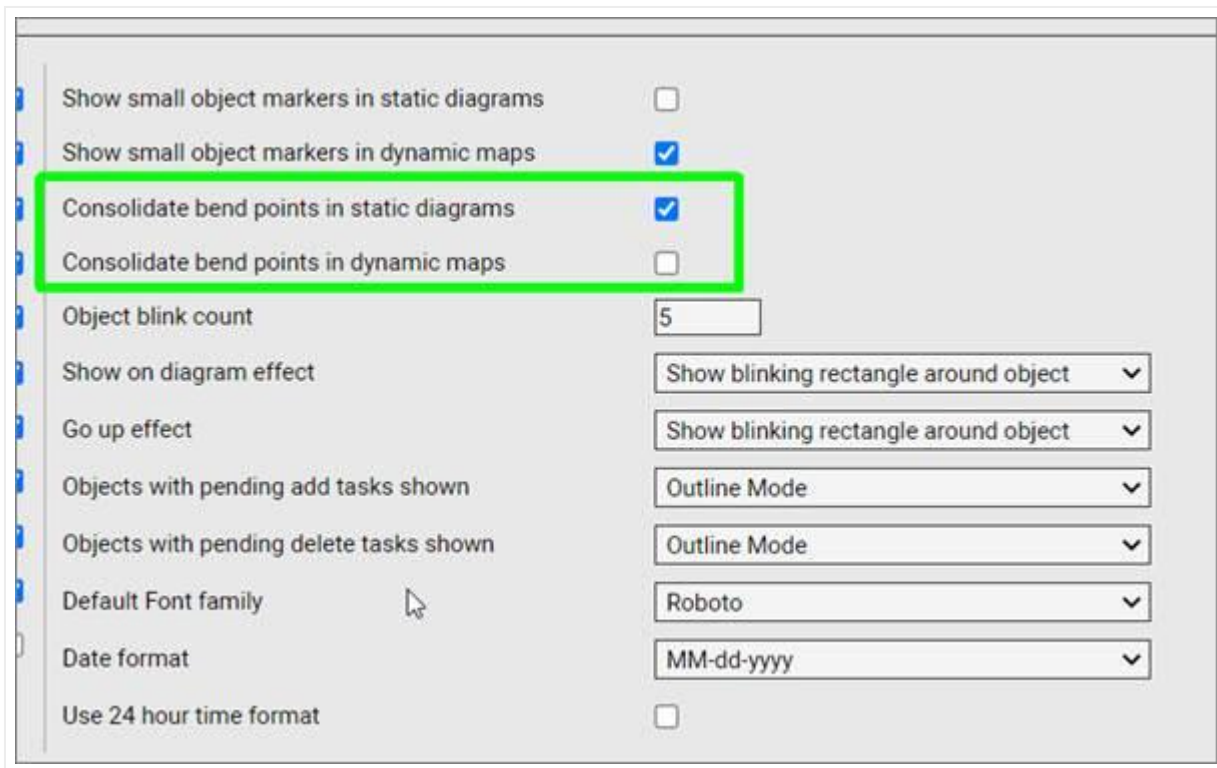 Show small object markers in static diagrams
Show small object markers in dynamic maps
Consolidate bend points in static diagrams
Consolidate bend points in dynamic maps
Object blink count 5
Show on diagram effect Show blinking rectangle around object
Go up effect Show blinking rectangle around object
Objects with pending add tasks shown Outline Mode
Objects with pending delete tasks shown Outline Mode
Default Font family Roboto
Date format MM-dd-yyyy
Use 24 hour time format